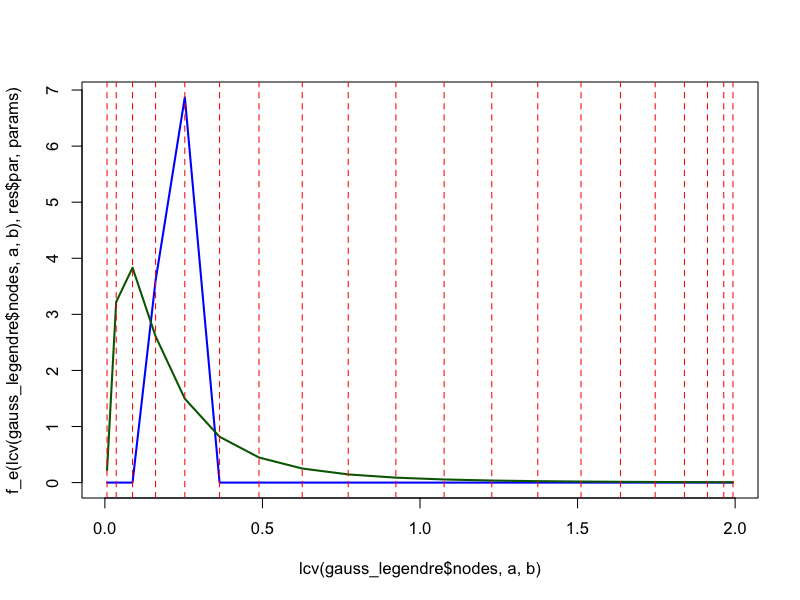 f_e(lcv(gauss_legendre$nodes, a, b), res$par, params)
7
6
5
4
3
2
1
0
0.0 0.5 1.0 1.5 2.0
lcv(gauss_legendre$nodes, a, b)